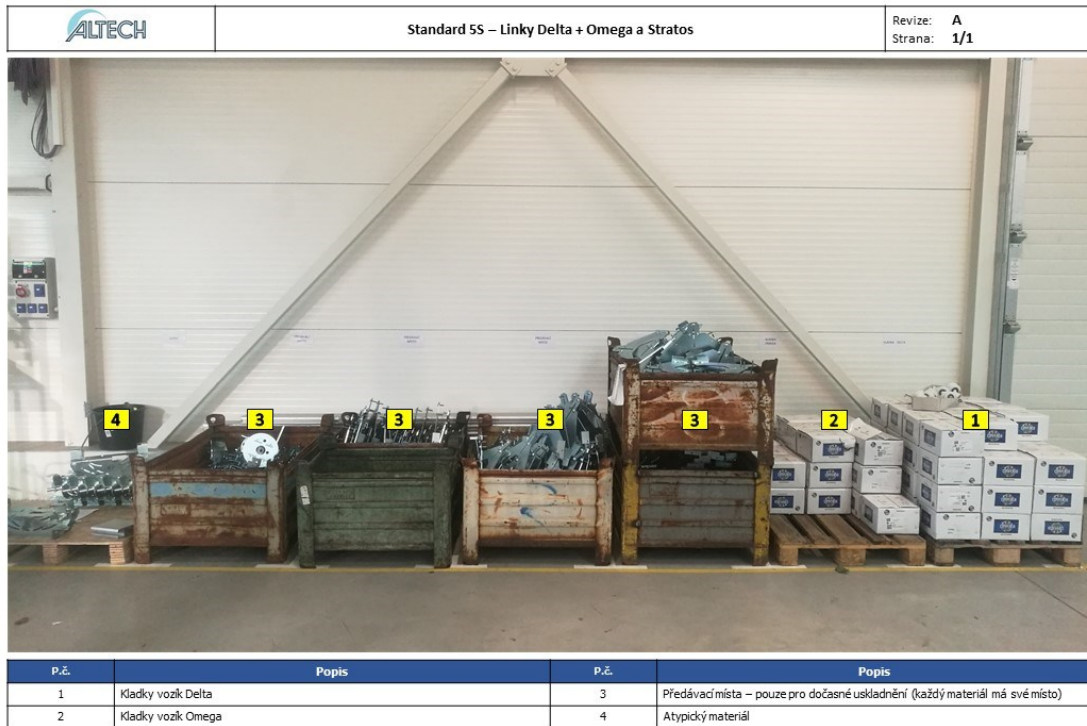 ALTECH
Standard 5S – Linky Delta + Omega a Stratos
Revize: A
Strana: 1/1
4
3
3
3
3
2
1
P.č. Popis P.č. Popis
1 Kladky vozík Delta 3 Předávací místa – pouze pro dočasné uskladnění (každý materiál má své místo)
2 Kladky vozík Omega 4 Atypický materiál